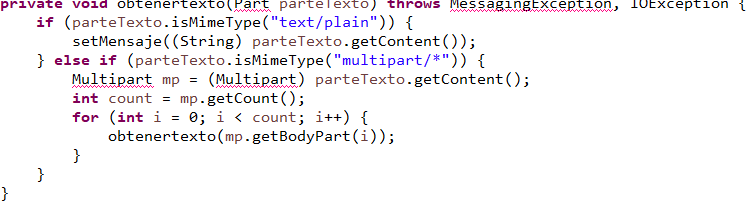 private void obtenertexto(Part parteTexto) throws MessagingException, IOException {
    if (parteTexto.isMimeType("text/plain")) {
        setMensaje((String) parteTexto.getContent());
    } else if (parteTexto.isMimeType("multipart/*")) {
        Multipart mp = (Multipart) parteTexto.getContent();
        int count = mp.getCount();
        for (int i = 0; i < count; i++) {
            obtenertexto(mp.getBodyPart(i));
        }
    }
}